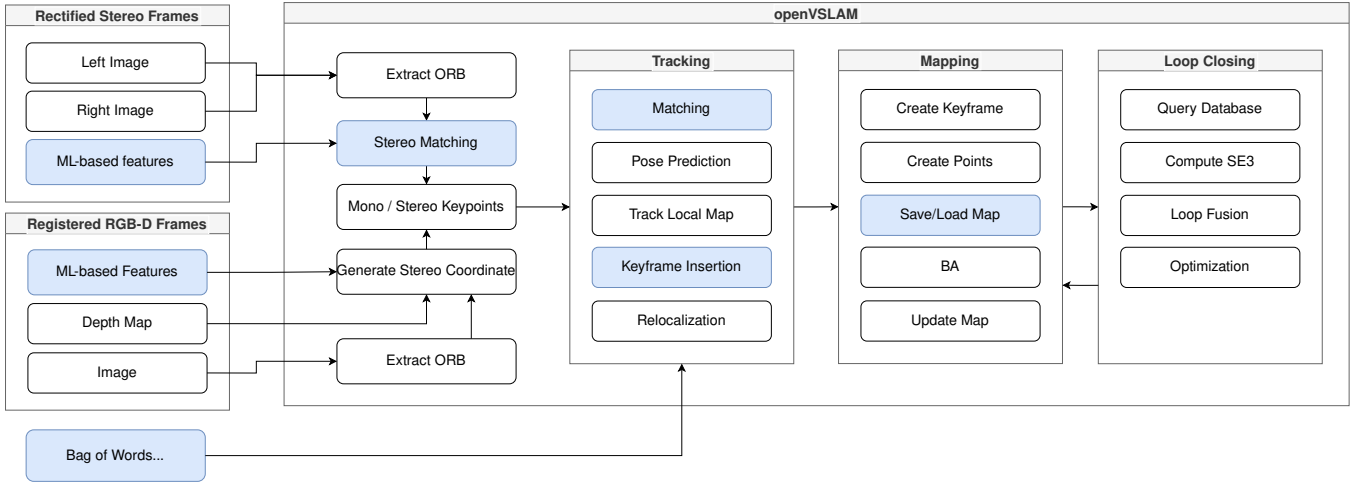 Rectified Stereo Frames
Left Image
Right Image
ML-based features
Registered RGB-D Frames
ML-based Features
Depth Map
Image
Bag of Words...
openVSLAM
Extract ORB
Stereo Matching
Mono / Stereo Keypoints
Generate Stereo Coordinate
Extract ORB
Tracking
Matching
Pose Prediction
Track Local Map
Keyframe Insertion
Relocalization
Mapping
Create Keyframe
Create Points
Save/Load Map
BA
Update Map
Loop Closing
Query Database
Compute SE3
Loop Fusion
Optimization